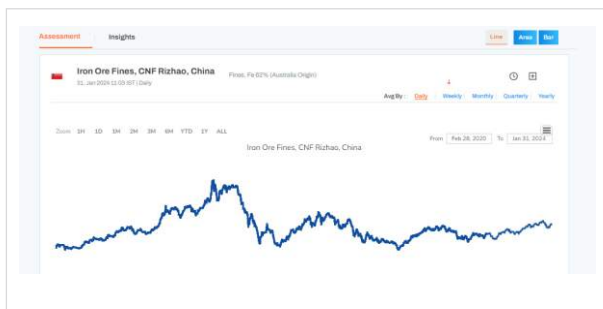 Assessment Insights
Line Area Bar
Iron Ore Fines, CNF Rizhao, China Fines, Fe 62% (Australia Origin)
Avg By : Daily Weekly Monthly Quarterly Yearly
Zoom 1H 1D 1M 2M 3M 6M YTD 1Y ALL
From Feb 28, 2020 To Jan 31, 2024
Iron Ore Fines, CNF Rizhao, China